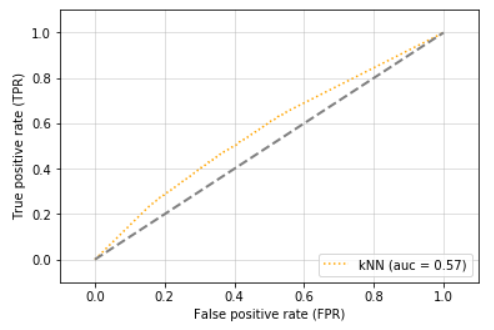 1.0
0.8
0.6
0.4
0.2
0.0
True positive rate (TPR)
kNN (auc = 0.57)
0.0 0.2 0.4 0.6 0.8 1.0
False positive rate (FPR)